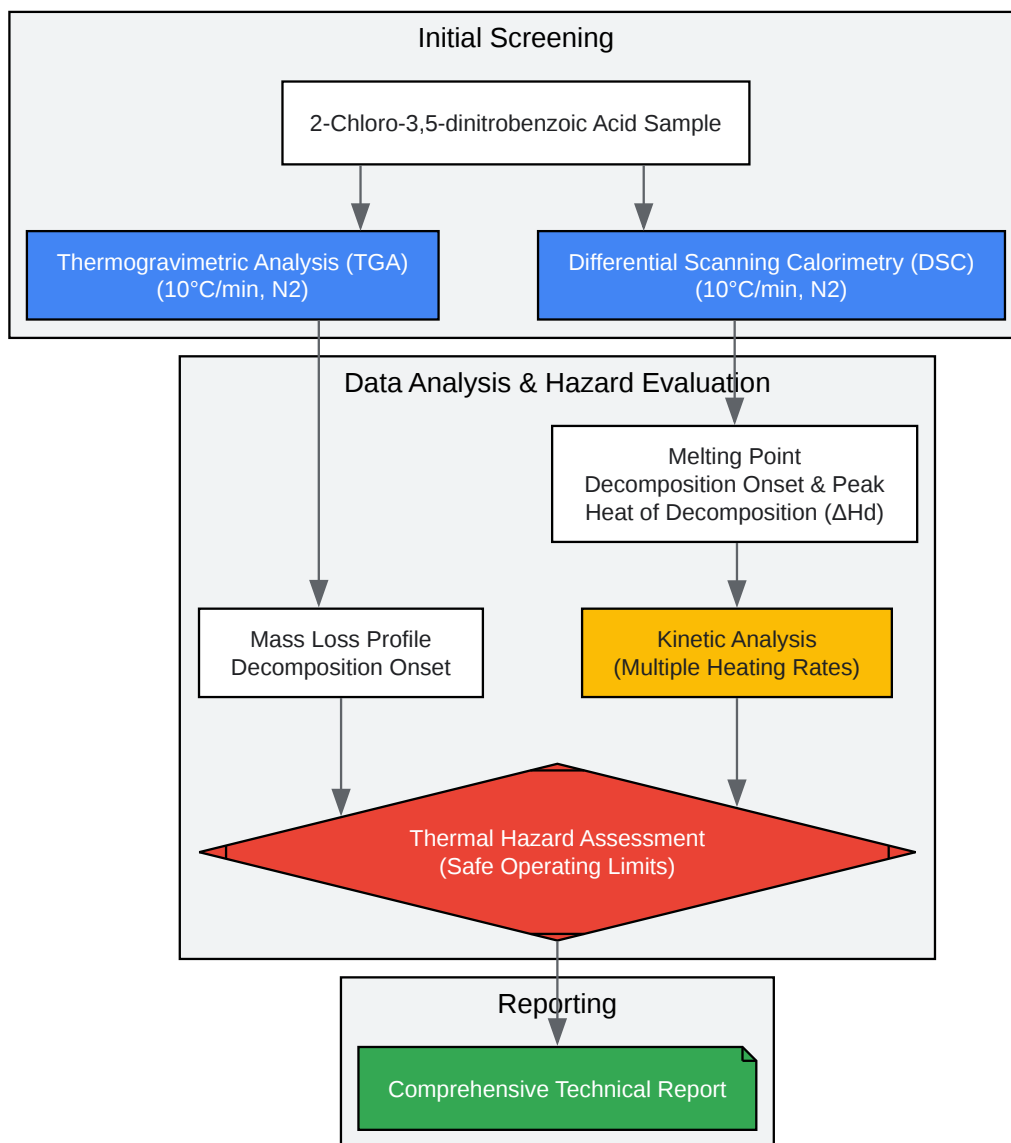 Initial Screening
2-Chloro-3,5-dinitrobenzoic Acid Sample
Thermogravimetric Analysis (TGA)
(10°C/min, N2)
Differential Scanning Calorimetry (DSC)
(10°C/min, N2)
Data Analysis & Hazard Evaluation
Melting Point
Decomposition Onset & Peak
Heat of Decomposition (ΔHd)
Mass Loss Profile
Decomposition Onset
Kinetic Analysis
(Multiple Heating Rates)
Thermal Hazard Assessment
(Safe Operating Limits)
Reporting
Comprehensive Technical Report